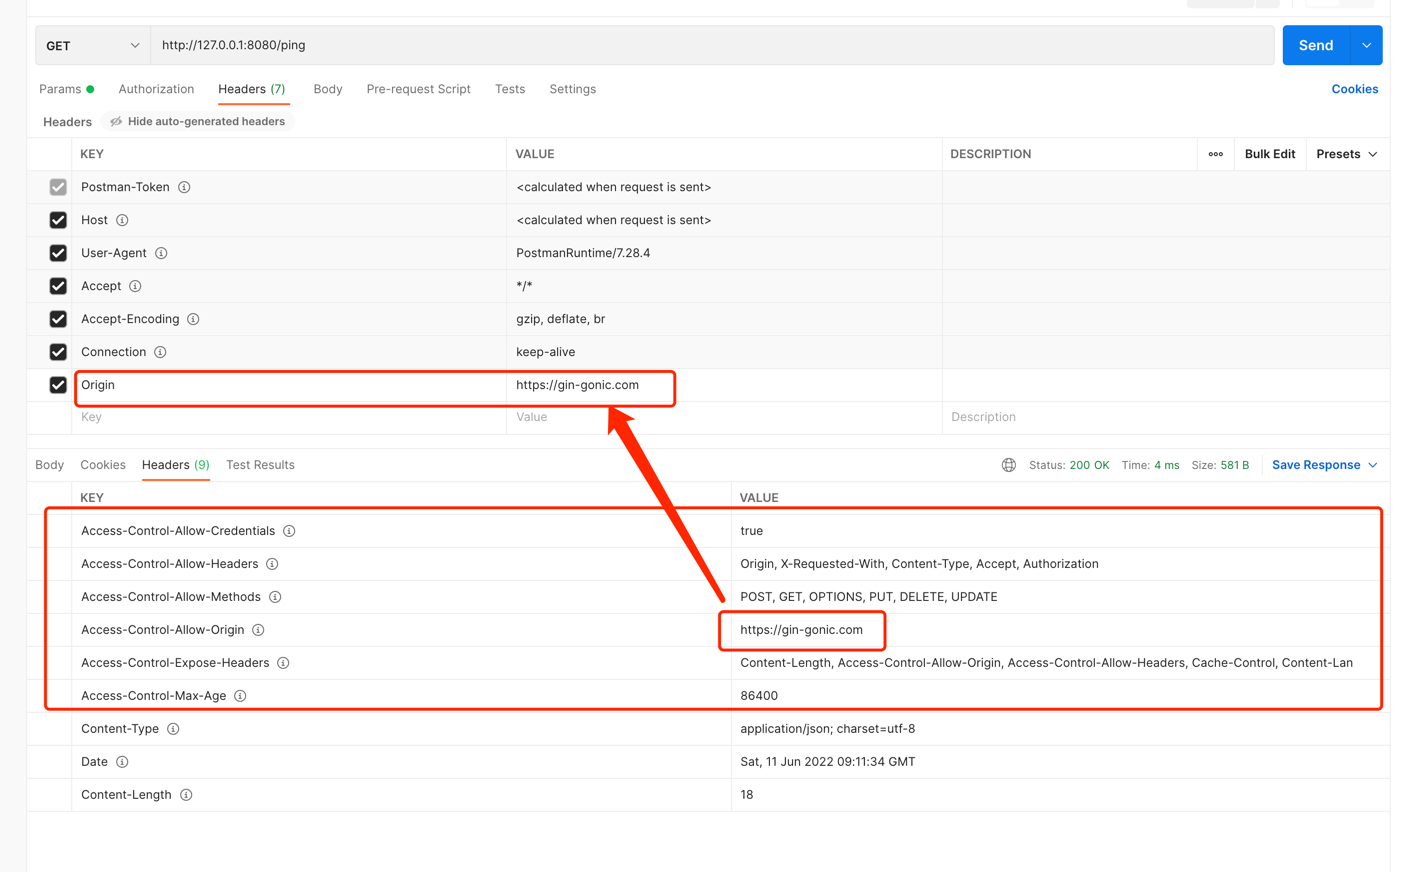 GET http://127.0.0.1:8080/ping Send
Params Authorization Headers (7) Body Pre-request Script Tests Settings Cookies
Headers Hide auto-generated headers
KEY VALUE DESCRIPTION Bulk Edit Presets
Postman-Token <calculated when request is sent>
Host <calculated when request is sent>
User-Agent PostmanRuntime/7.28.4
Accept */*
Accept-Encoding gzip, deflate, br
Connection keep-alive
Origin https://gin-gonic.com
Key Value Description
Body Cookies Headers (9) Test Results Status: 200 OK Time: 4 ms Size: 581 B Save Response
KEY VALUE
Access-Control-Allow-Credentials true
Access-Control-Allow-Headers Origin, X-Requested-With, Content-Type, Accept, Authorization
Access-Control-Allow-Methods POST, GET, OPTIONS, PUT, DELETE, UPDATE
Access-Control-Allow-Origin https://gin-gonic.com
Access-Control-Expose-Headers Content-Length, Access-Control-Allow-Origin, Access-Control-Allow-Headers, Cache-Control, Content-Lan
Access-Control-Max-Age 86400
Content-Type application/json; charset=utf-8
Date Sat, 11 Jun 2022 09:11:34 GMT
Content-Length 18